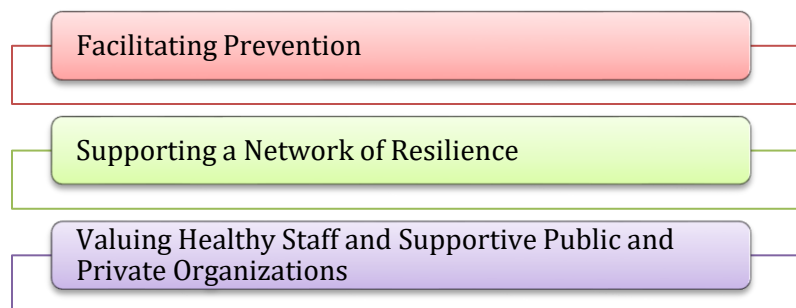 Facilitating Prevention
Supporting a Network of Resilience
Valuing Healthy Staff and Supportive Public and
Private Organizations